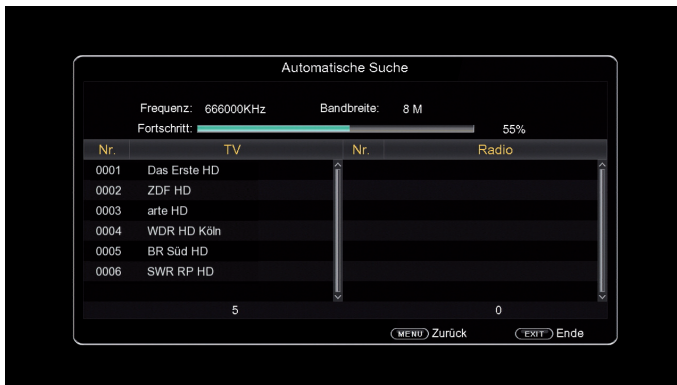 Automatische Suche
Frequenz: 666000KHz Bandbreite: 8 M
Fortschritt: 55%
Nr. TV Nr. Radio
0001 Das Erste HD
0002 ZDF HD
0003 arte HD
0004 WDR HD Köln
0005 BR Süd HD
0006 SWR RP HD
5 0
MENU Zurück EXIT Ende